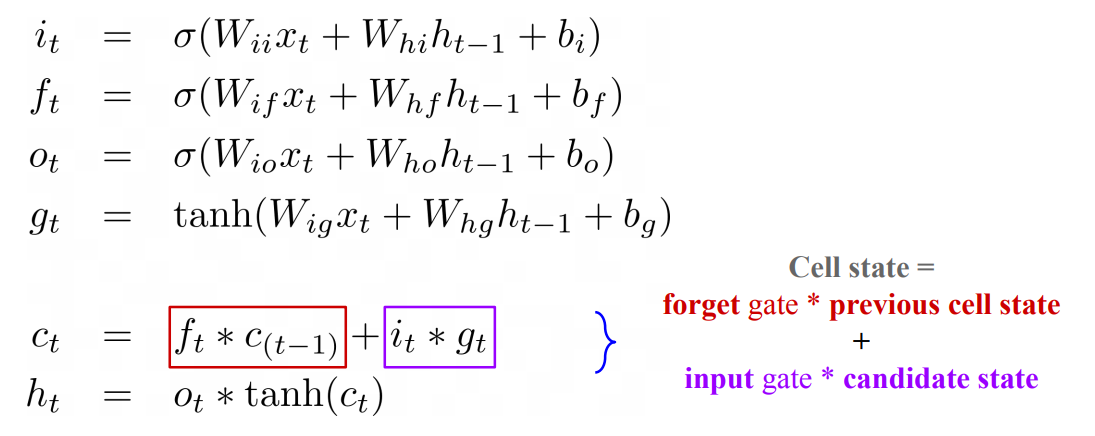 i_t = σ(W_{ii}x_t + W_{hi}h_{t−1} + b_i)
f_t = σ(W_{if}x_t + W_{hf}h_{t−1} + b_f)
o_t = σ(W_{io}x_t + W_{ho}h_{t−1} + b_o)
g_t = tanh(W_{ig}x_t + W_{hg}h_{t−1} + b_g)
c_t = f_t * c_{(t−1)} + i_t * g_t }
h_t = o_t * tanh(c_t)
Cell state =
forget gate * previous cell state
+
input gate * candidate state